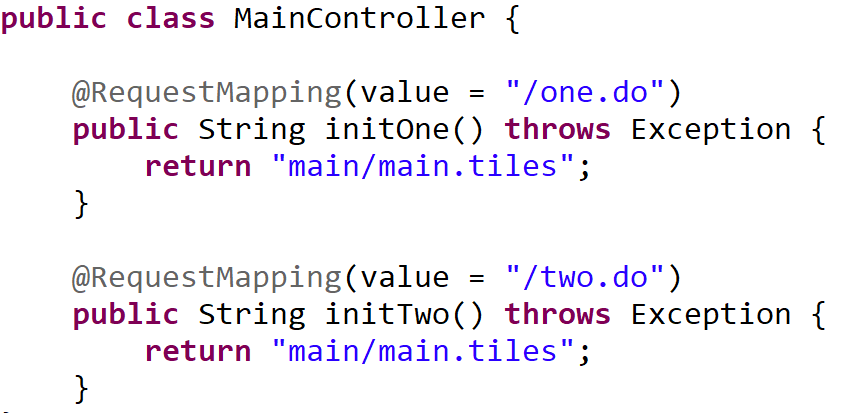 public class MainController {
@RequestMapping(value = "/one.do")
public String initOne() throws Exception {
return "main/main.tiles";
}
@RequestMapping(value = "/two.do")
public String initTwo() throws Exception {
return "main/main.tiles";
}